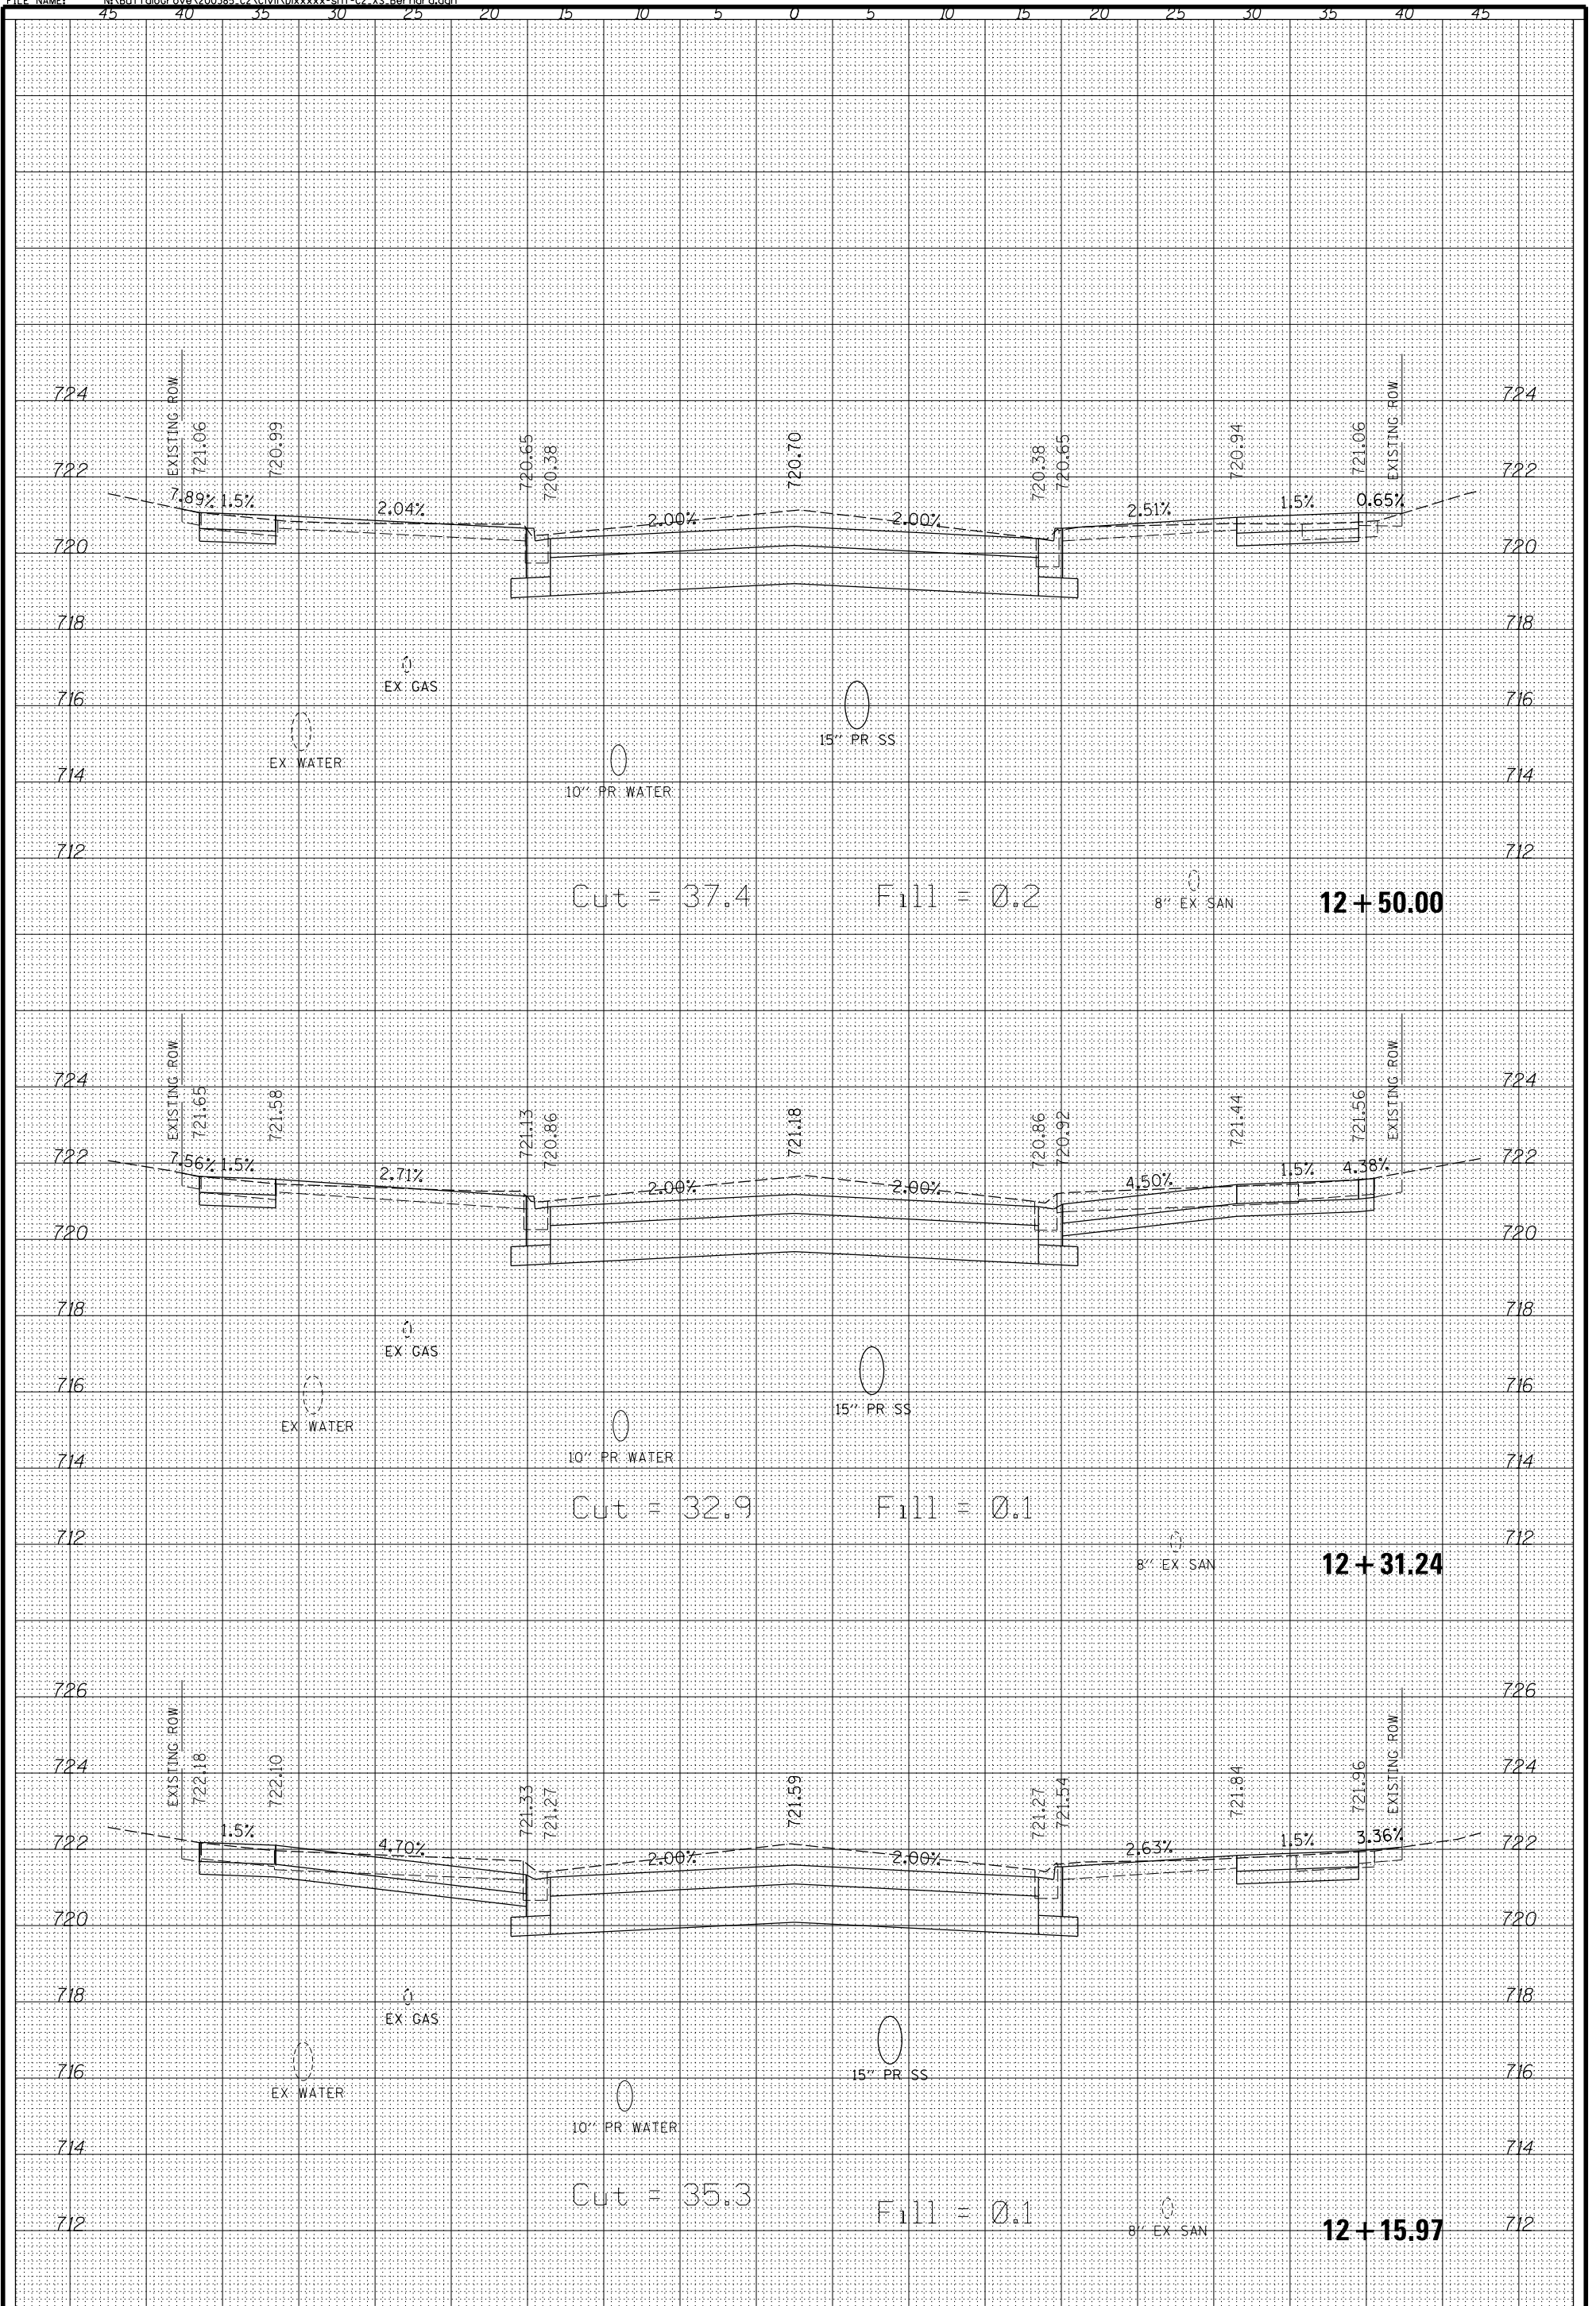 FILE NAME:
45 40 35 30 25 20 15 10 5 0 5 10 15 20 25 30 35 40 45
EXISTING ROW 721.06 720.99 720.65 720.38 720.70 720.38 720.65 720.94 721.06 EXISTING ROW
724 724
722 722
7.89% 1.5% 2.04% 2.00% 2.00% 2.51% 1.5% 0.65%
720 720
718 718
EX GAS
716 716
15" PR SS
EX WATER
714 714
10" PR WATER
712 712
Cut = 37.4 Fill = 0.2 8" EX SAN 12+50.00
EXISTING ROW 721.65 721.58 721.13 720.86 721.18 720.86 720.92 721.44 721.56 EXISTING ROW
724 724
722 722
7.56% 1.5% 2.71% 2.00% 2.00% 4.50% 1.5% 4.38%
720 720
718 718
EX GAS
716 716
15" PR SS
EX WATER
714 714
10" PR WATER
Cut = 32.9 Fill = 0.1
712 712
8" EX SAN 12+31.24
726 726
EXISTING ROW 722.18 722.10 721.33 721.27 721.59 721.27 721.54 721.84 721.96 EXISTING ROW
724 724
722 722
1.5% 4.70% 2.00% 2.00% 2.63% 1.5% 3.36%
720 720
718 718
EX GAS
716 716
15" PR SS
EX WATER
10" PR WATER
714 714
Cut = 35.3 Fill = 0.1
712 712
8" EX SAN 12+15.97